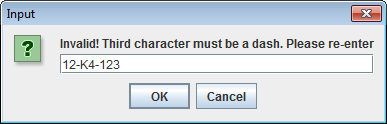 Input
Invalid! Third character must be a dash. Please re-enter
12-K4-123
OK Cancel